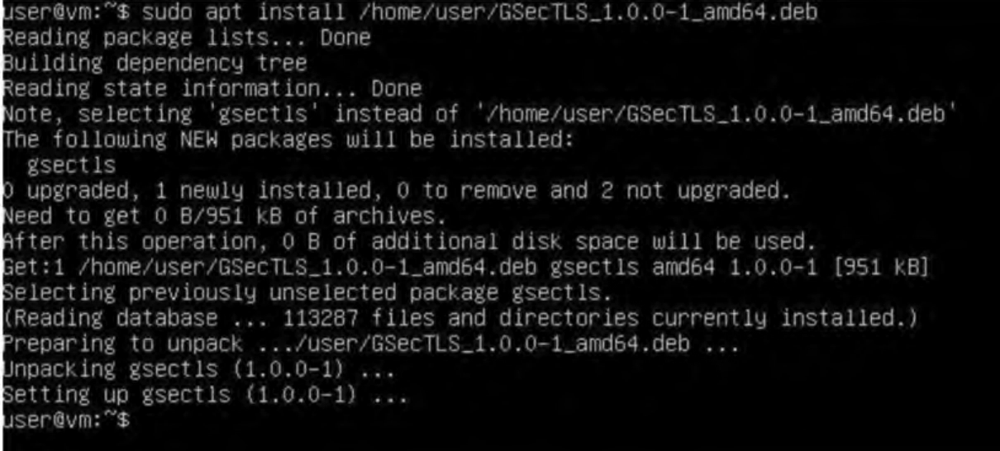 user@vm:~$ sudo apt install /home/user/GSecTLS_1.0.0-1_amd64.deb
Reading package lists... Done
Building dependency tree
Reading state information... Done
Note, selecting 'gsectls' instead of '/home/user/GSecTLS_1.0.0-1_amd64.deb'
The following NEW packages will be installed:
  gsectls
0 upgraded, 1 newly installed, 0 to remove and 2 not upgraded.
Need to get 0 B/951 kB of archives.
After this operation, 0 B of additional disk space will be used.
Get:1 /home/user/GSecTLS_1.0.0-1_amd64.deb gsectls amd64 1.0.0-1 [951 kB]
Selecting previously unselected package gsectls.
(Reading database ... 113287 files and directories currently installed.)
Preparing to unpack .../user/GSecTLS_1.0.0-1_amd64.deb ...
Unpacking gsectls (1.0.0-1) ...
Setting up gsectls (1.0.0-1) ...
user@vm:~$